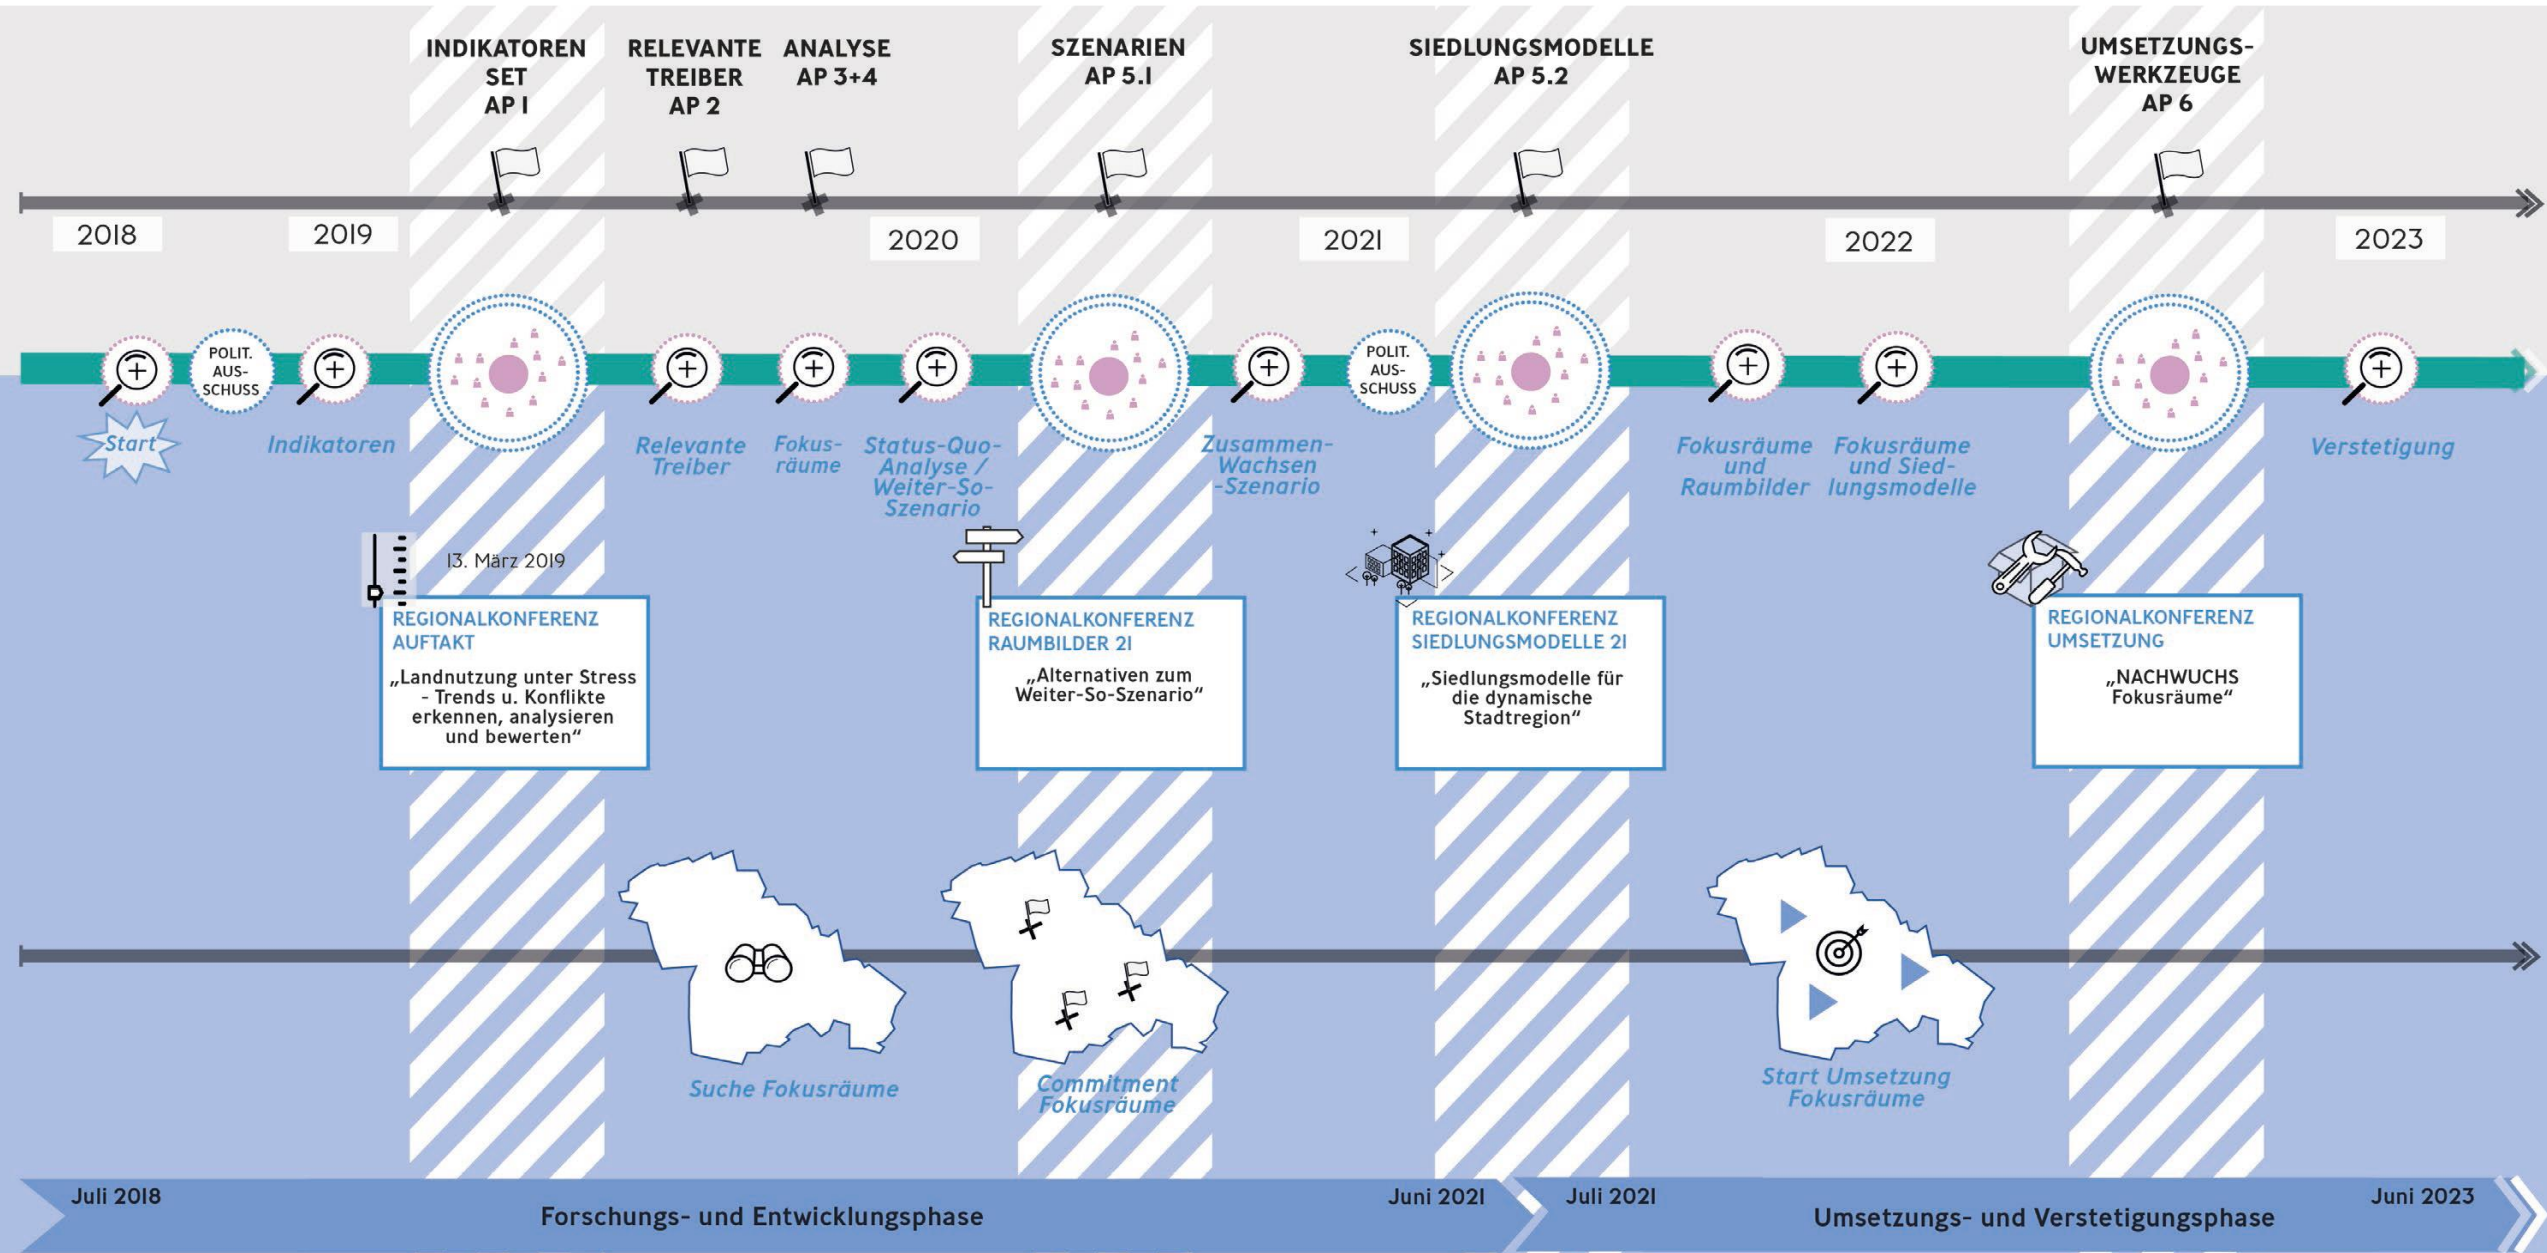 INDIKATOREN
SET
AP 1
RELEVANTE
TREIBER
AP 2
ANALYSE
AP 3+4
SZENARIEN
AP 5.1
SIEDLUNGSMODELLE
AP 5.2
UMSETZUNGS-
WERKZEUGE
AP 6
2018
2019
2020
2021
2022
2023
POLIT.
AUS-
SCHUSS
POLIT.
AUS-
SCHUSS
Start
Indikatoren
Relevante
Treiber
Fokus-
räume
Status-Quo-
Analyse /
Weiter-So-
Szenario
Zusammen-
Wachsen
-Szenario
Fokusräume
und
Raumbilder
Fokusräume
und Sied-
lungsmodelle
Verstetigung
13. März 2019
REGIONALKONFERENZ
AUFTAKT
„Landnutzung unter Stress
- Trends u. Konflikte
erkennen, analysieren
und bewerten“
REGIONALKONFERENZ
RAUMBILDER 21
„Alternativen zum
Weiter-So-Szenario“
REGIONALKONFERENZ
SIEDLUNGSMODELLE 21
„Siedlungsmodelle für
die dynamische
Stadtregion“
REGIONALKONFERENZ
UMSETZUNG
„NACHWUCHS
Fokusräume“
Suche Fokusräume
Commitment
Fokusräume
Start Umsetzung
Fokusräume
Juli 2018
Forschungs- und Entwicklungsphase
Juni 2021
Juli 2021
Umsetzungs- und Verstetigungsphase
Juni 2023